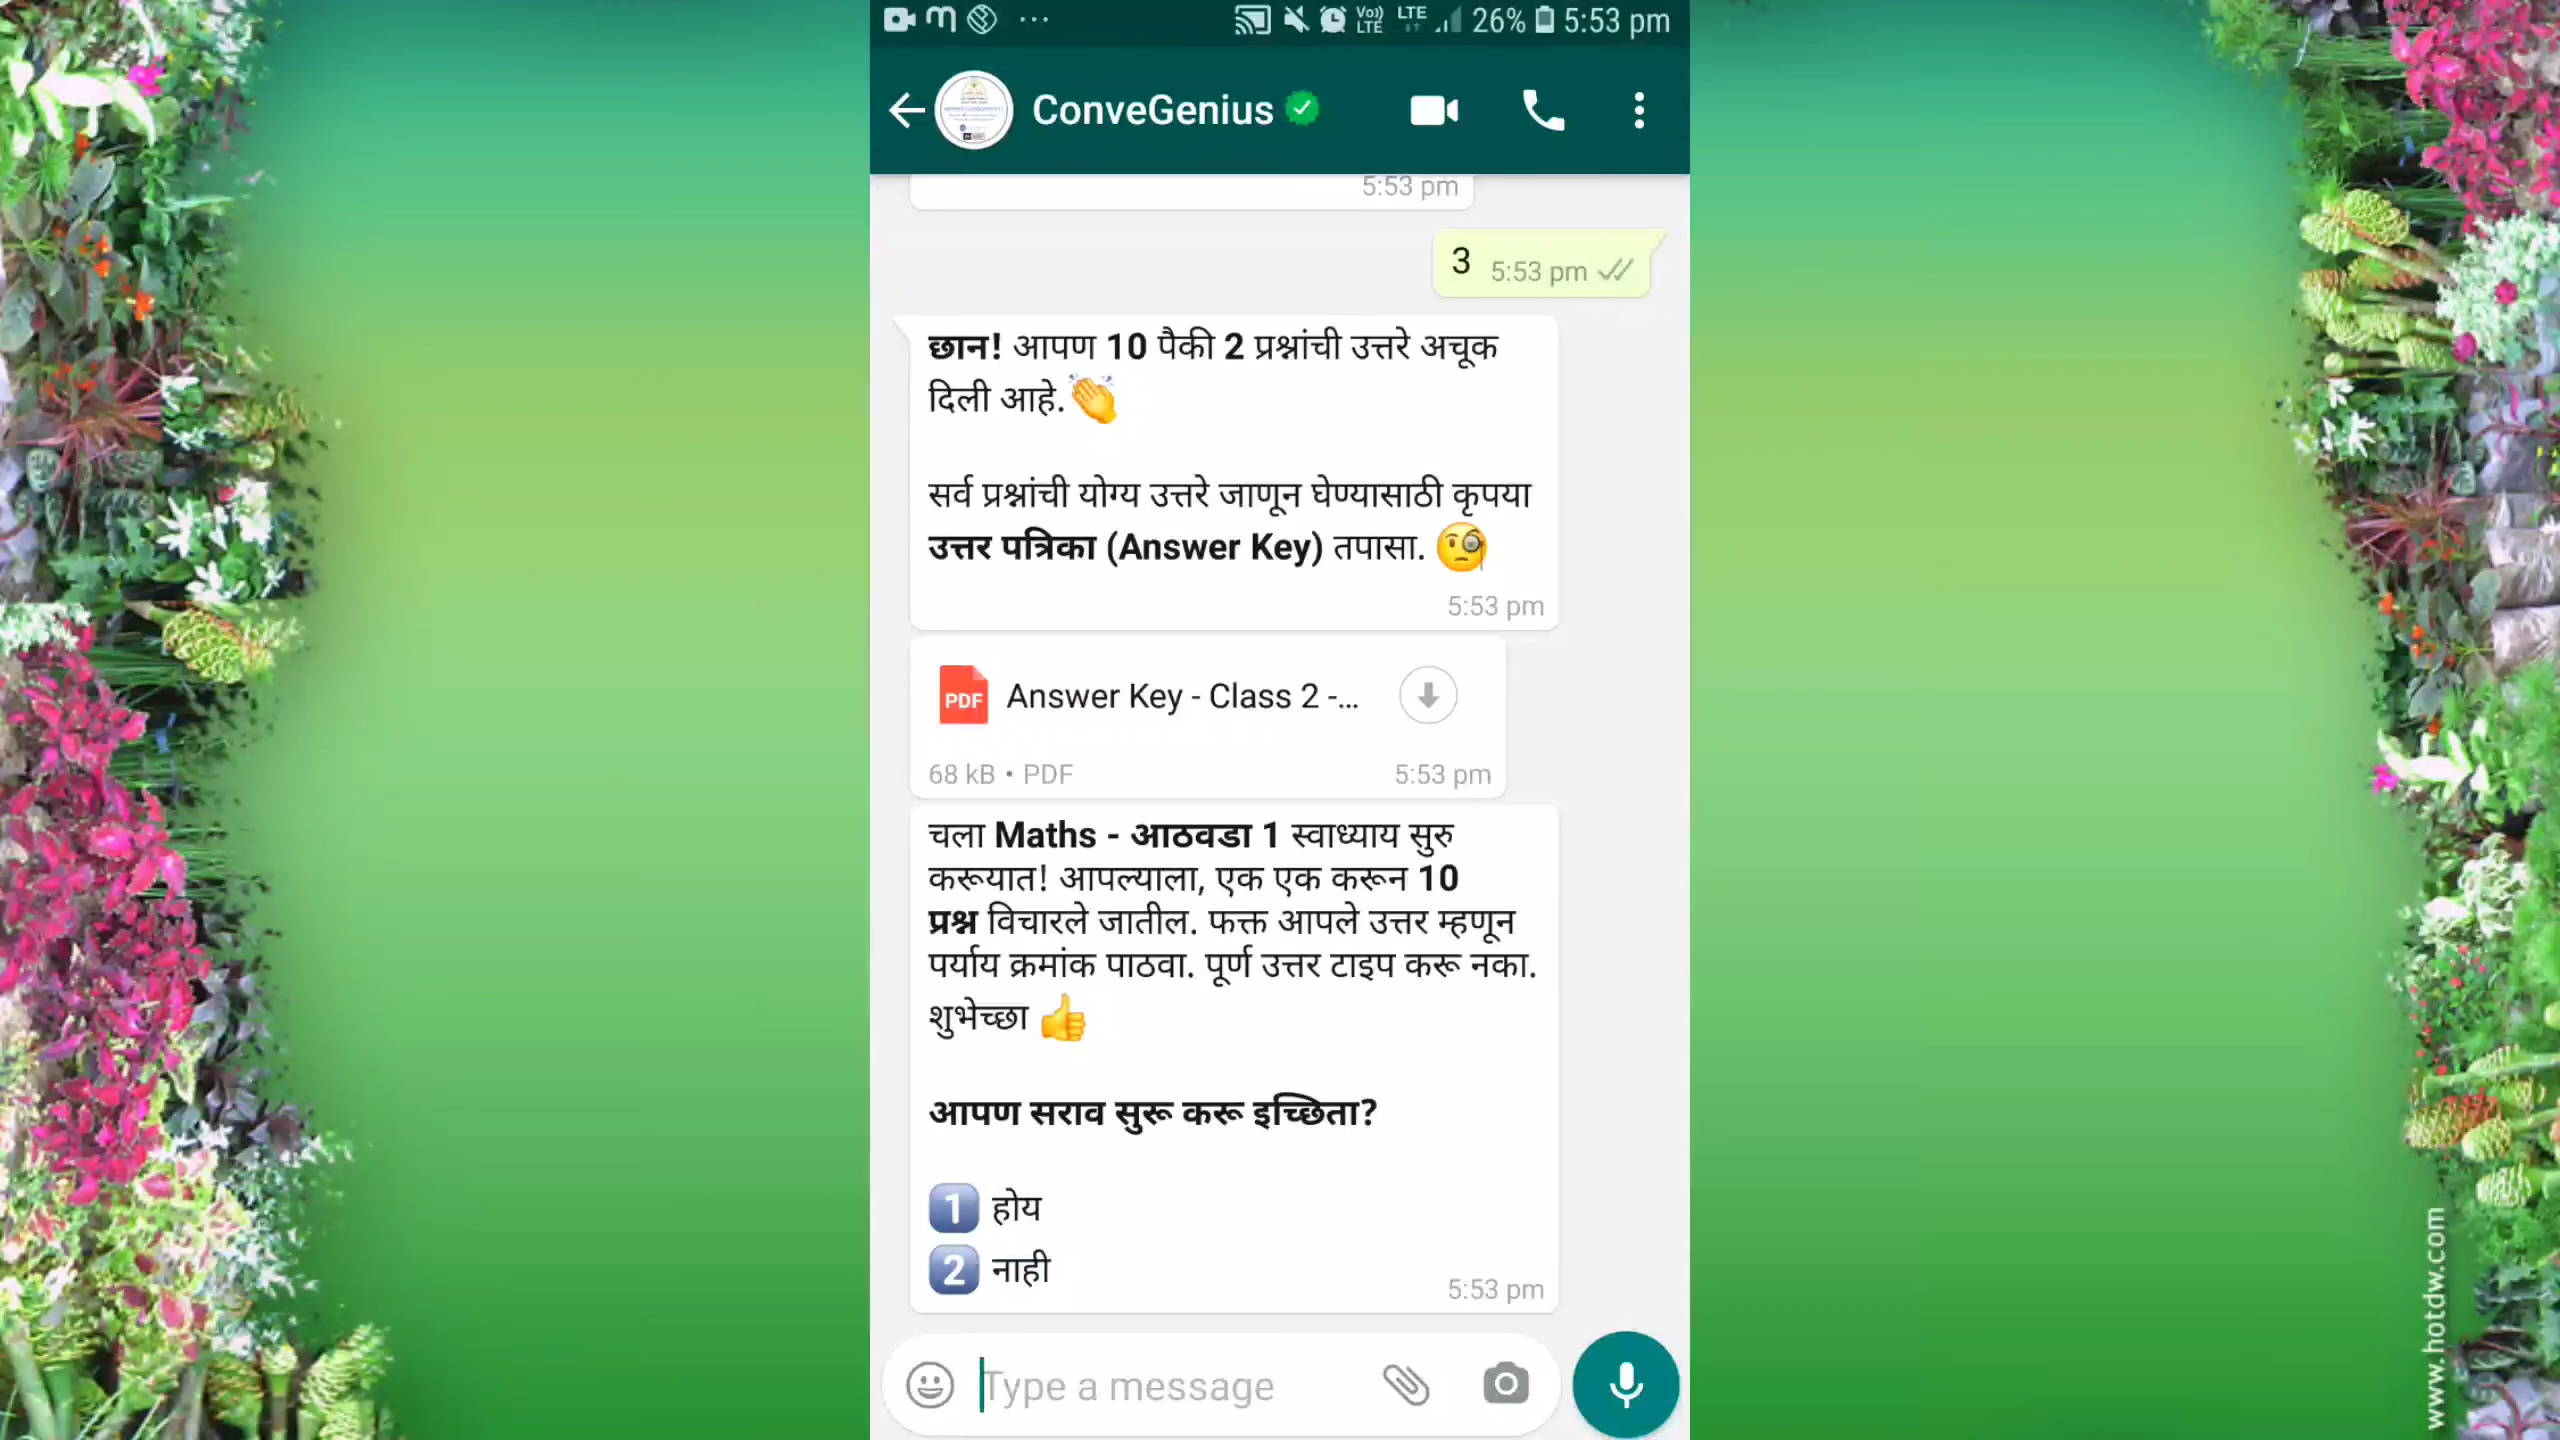 26% 5:53 pm
ConveGenius
5:53 pm
3 5:53 pm
छान! आपण 10 पैकी 2 प्रश्नांची उत्तरे अचूक
दिली आहे.
सर्व प्रश्नांची योग्य उत्तरे जाणून घेण्यासाठी कृपया
उत्तर पत्रिका (Answer Key) तपासा.
5:53 pm
PDF Answer Key - Class 2 -...
68 kB • PDF 5:53 pm
चला Maths - आठवडा 1 स्वाध्याय सुरु
करूयात! आपल्याला, एक एक करून 10
प्रश्न विचारले जातील. फक्त आपले उत्तर म्हणून
पर्याय क्रमांक पाठवा. पूर्ण उत्तर टाइप करू नका.
शुभेच्छा
आपण सराव सुरू करू इच्छिता?
1 होय
2 नाही
5:53 pm
Type a message
www.hotdw.com